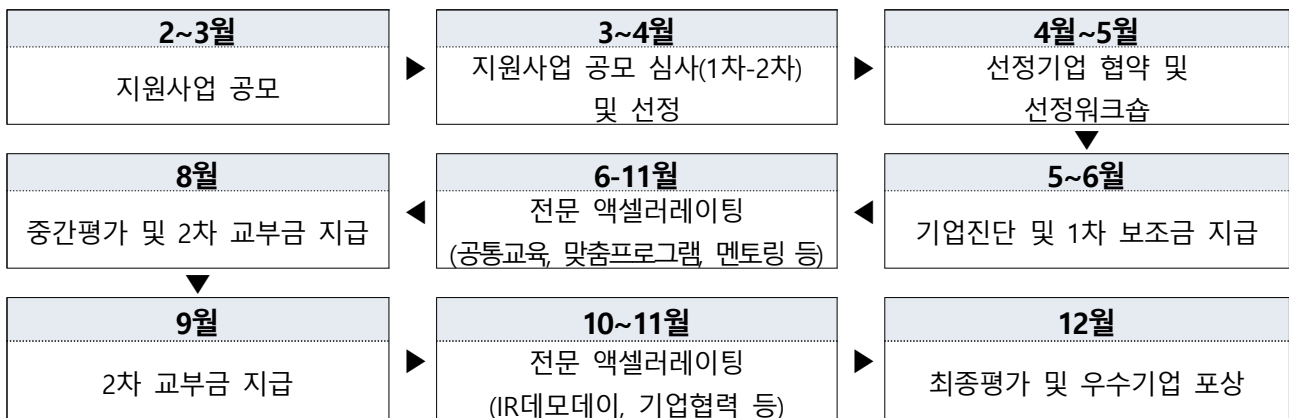 2~3월
지원사업 공모
▶
3~4월
지원사업 공모 심사(1차-2차)
및 선정
▶
4월~5월
선정기업 협약 및
선정워크숍
▼
5~6월
기업진단 및 1차 보조금 지급
◀
6-11월
전문 액셀러레이팅
(공통교육, 맞춤프로그램, 멘토링 등)
◀
8월
중간평가 및 2차 교부금 지급
▼
9월
2차 교부금 지급
▶
10~11월
전문 액셀러레이팅
(IR데모데이, 기업협력 등)
▶
12월
최종평가 및 우수기업 포상